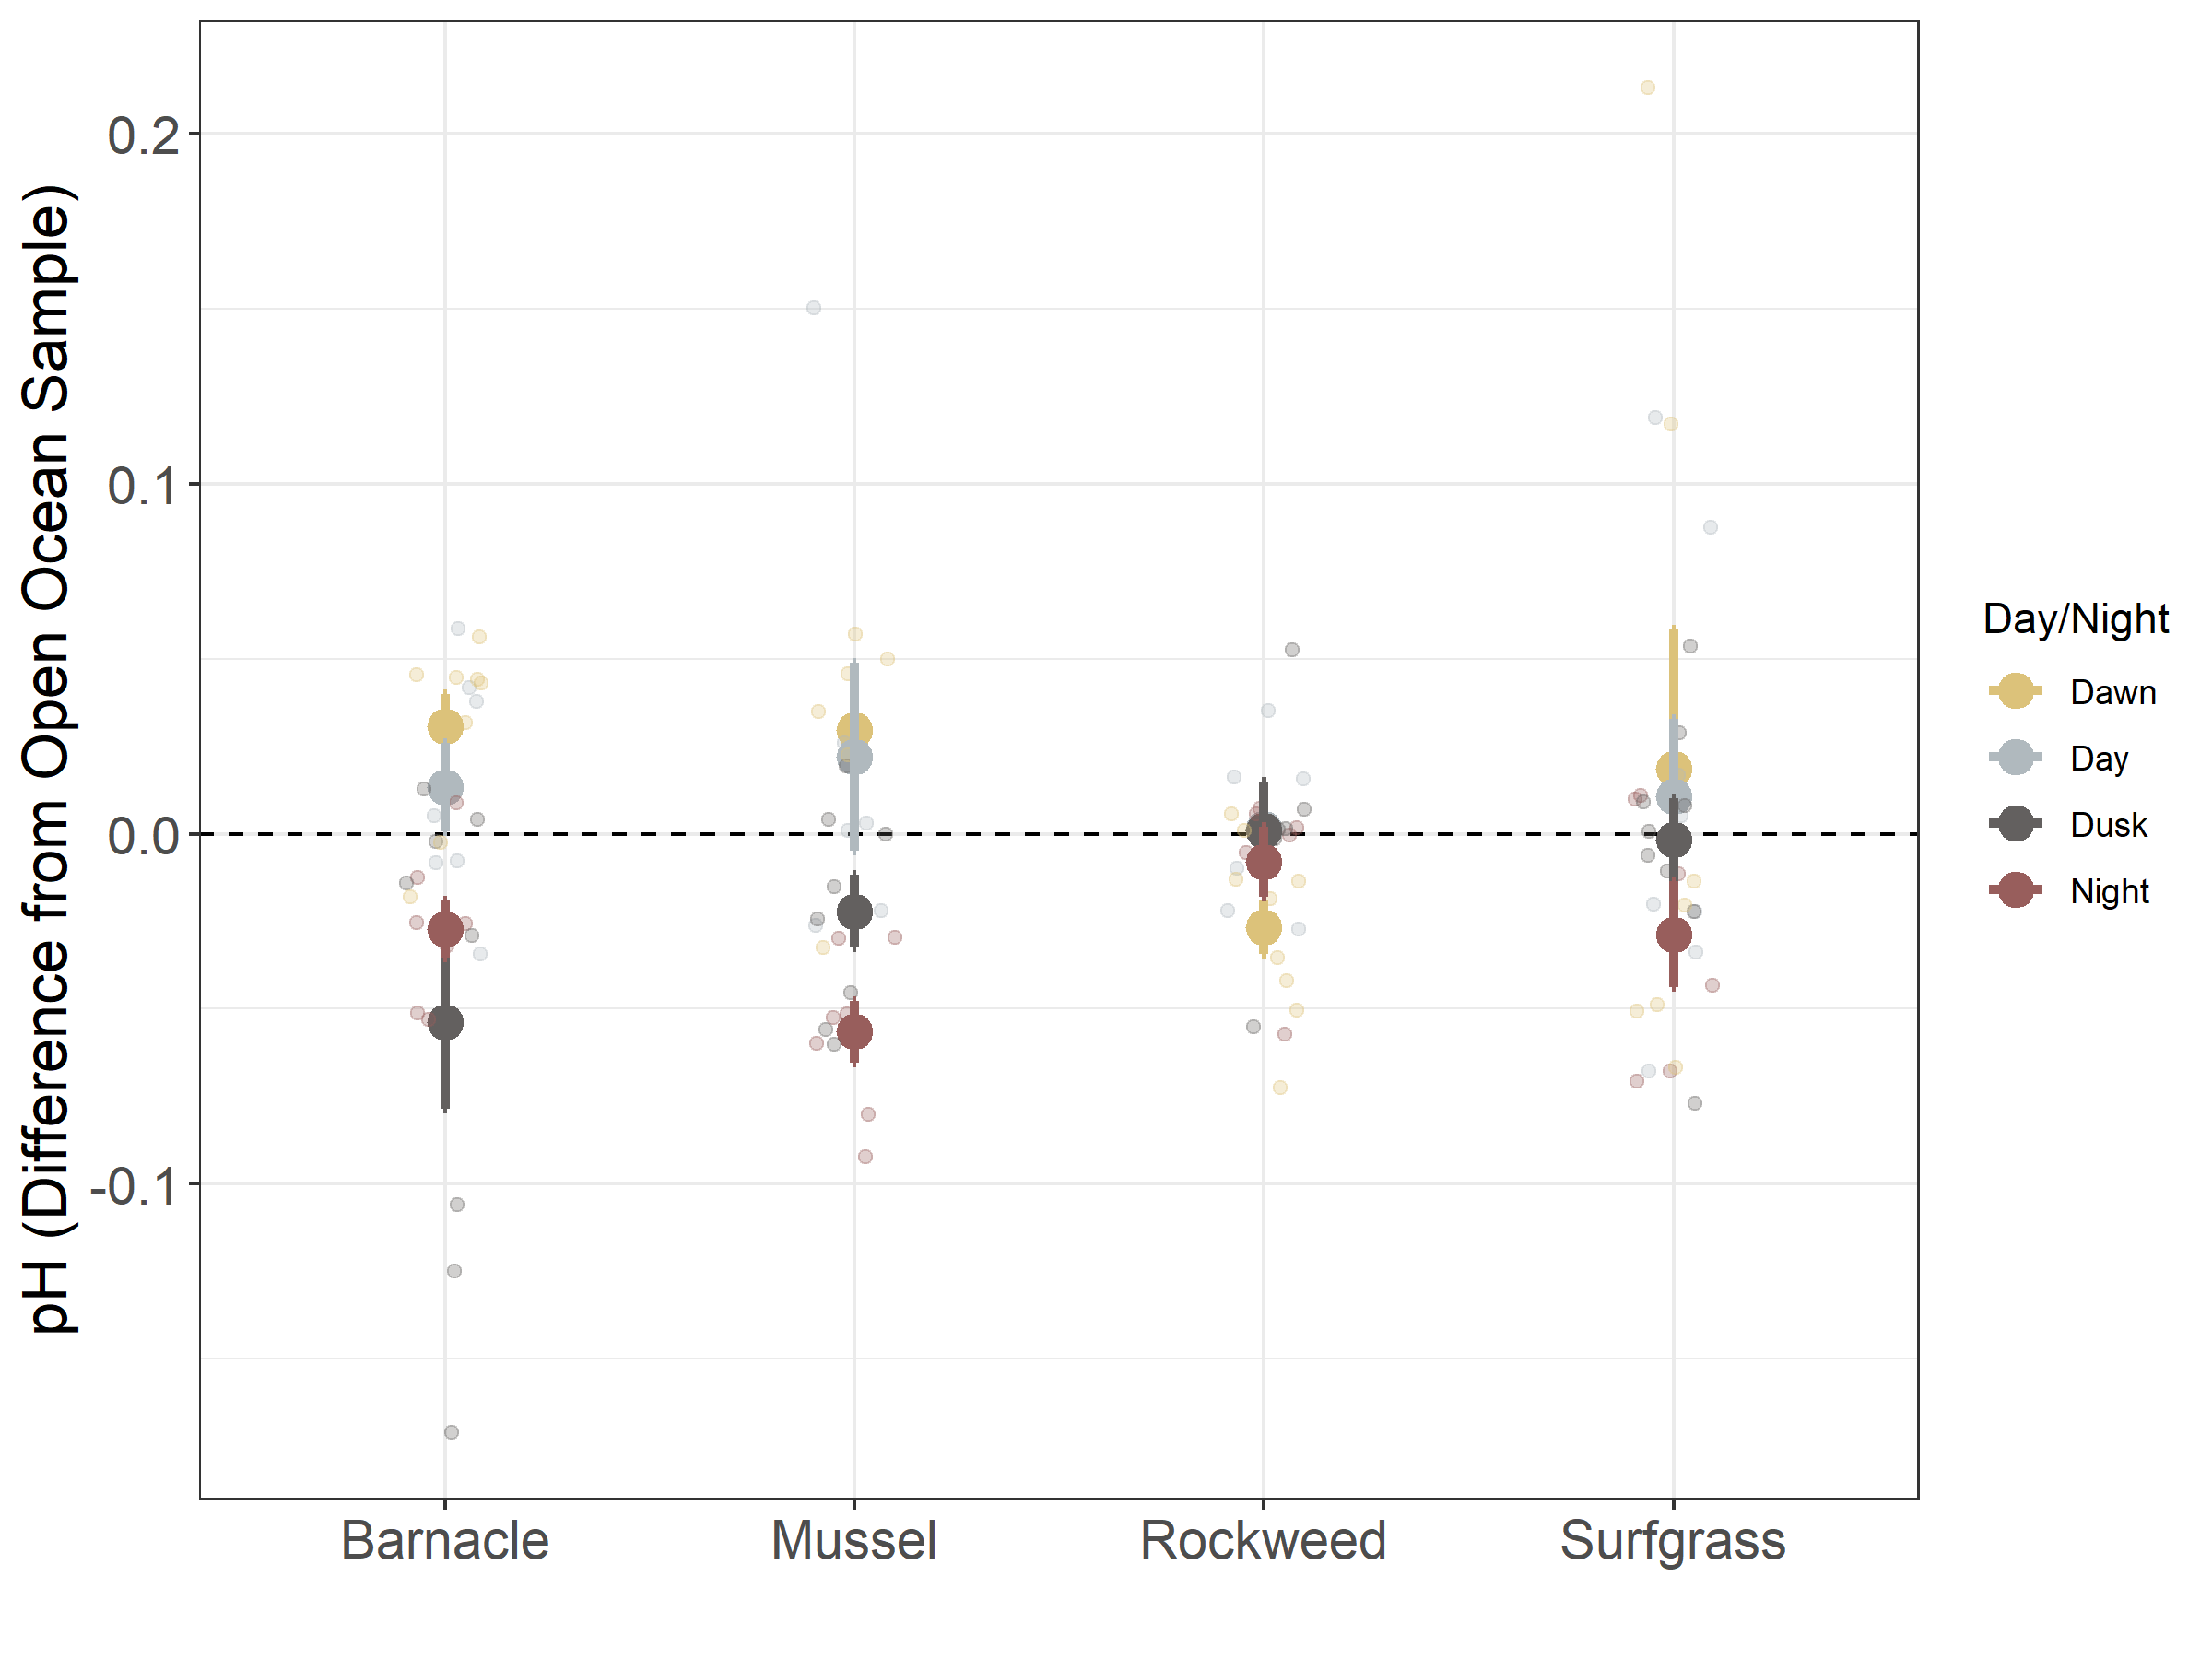 pH (Difference from Open Ocean Sample)
0.2
0.1
0.0
-0.1
Barnacle
Mussel
Rockweed
Surfgrass
Day/Night
Dawn
Day
Dusk
Night